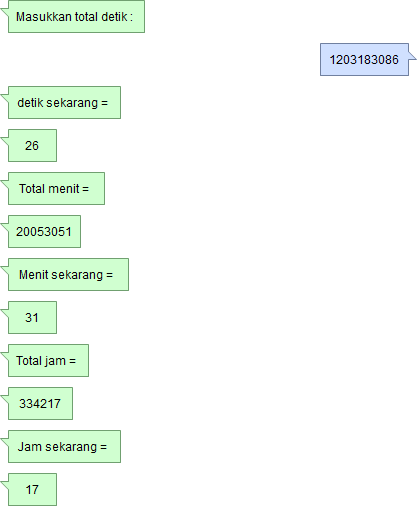 Masukkan total detik :
1203183086
detik sekarang =
26
Total menit =
20053051
Menit sekarang =
31
Total jam =
334217
Jam sekarang =
17